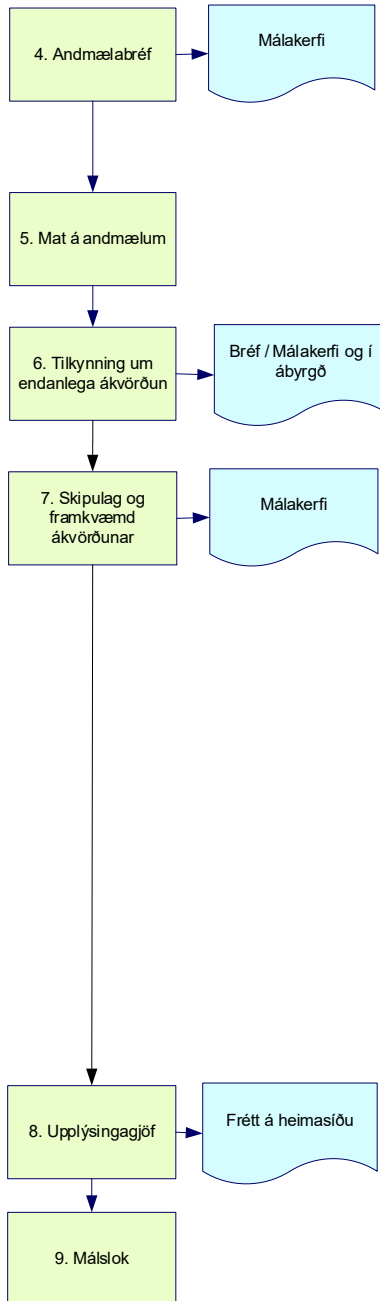 4. Andmælabréf
Málakerfi
5. Mat á andmælum
6. Tilkynning um
endanlega ákvörðun
Bréf / Málakerfi og í
ábyrgð
7. Skipulag og
framkvæmd
ákvörðunar
Málakerfi
8. Upplýsingagjöf
Frétt á heimasíðu
9. Málslok